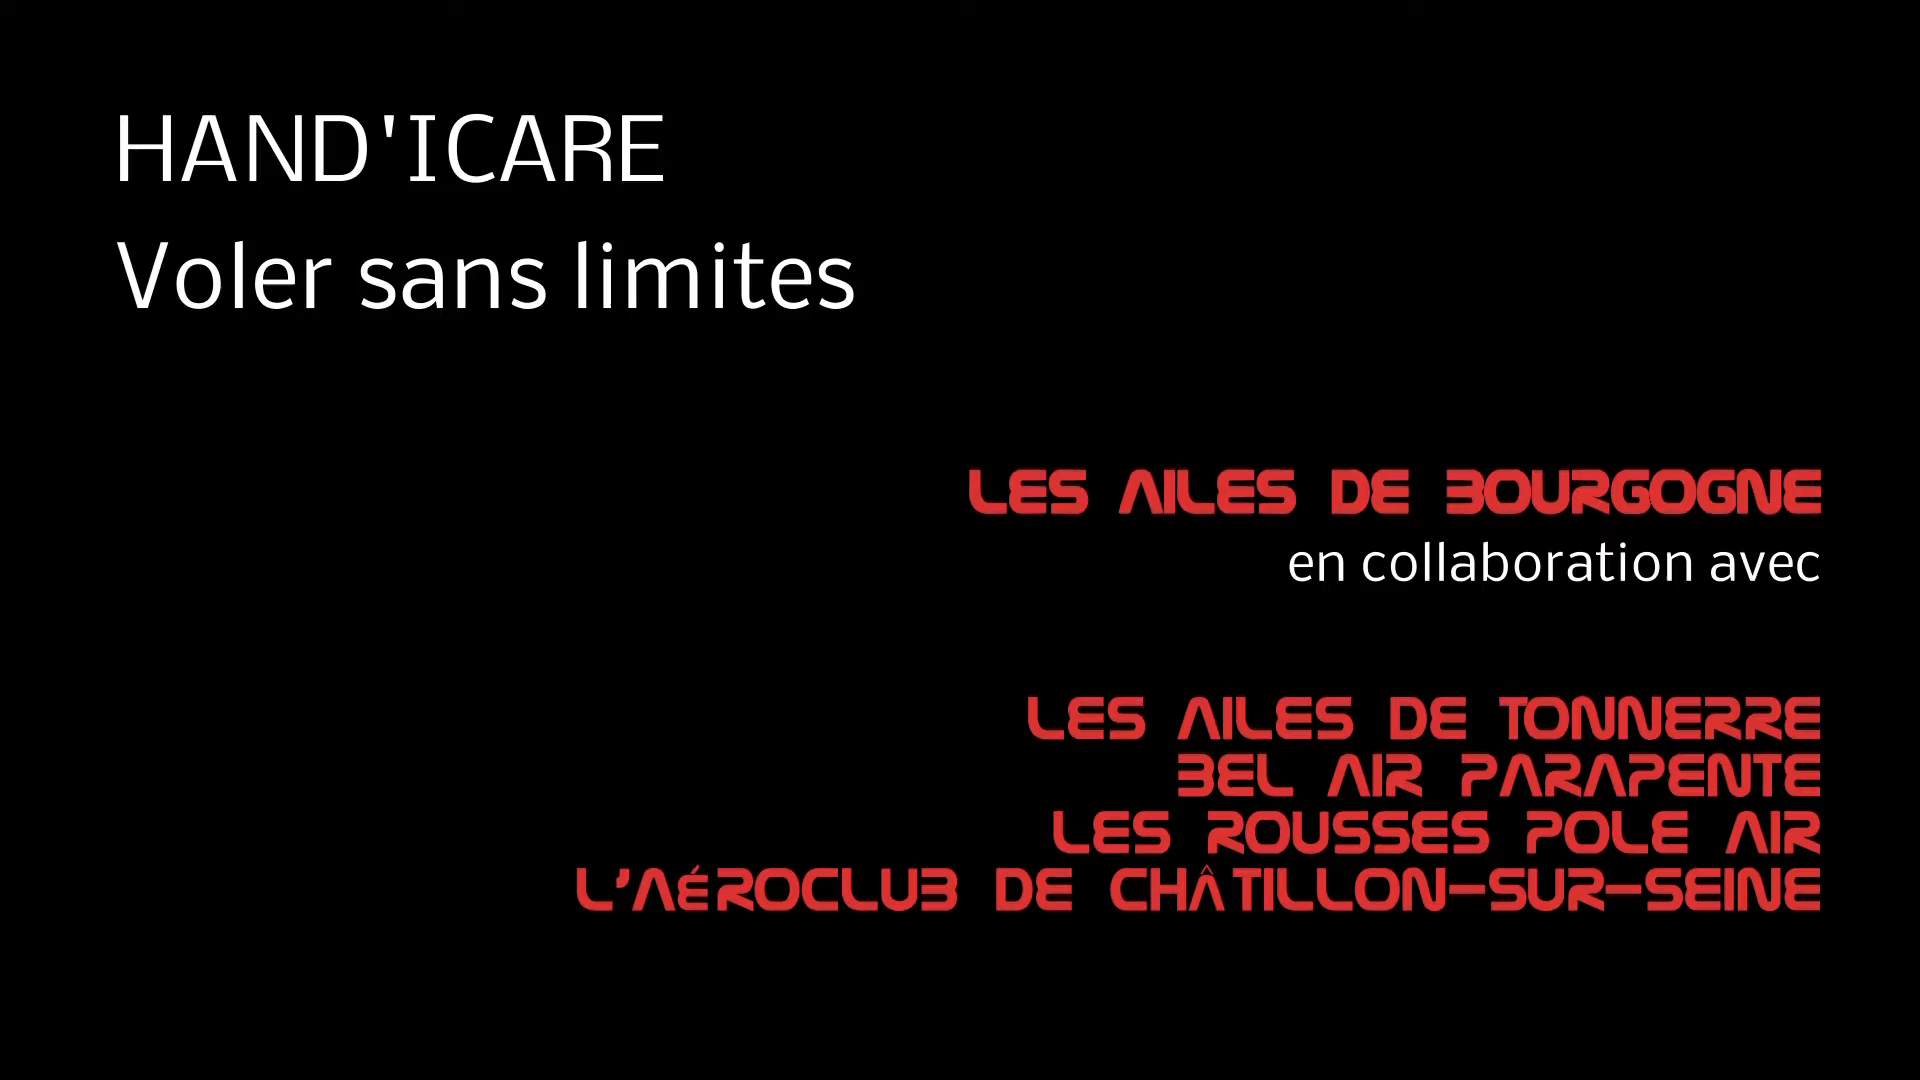 HAND'ICARE
Voler sans limites
LES AILES DE BOURGOGNE
en collaboration avec
LES AILES DE TONNERRE
BEL AIR PARAPENTE
LES ROUSSES POLE AIR
L'AÉROCLUB DE CHÂTILLON-SUR-SEINE